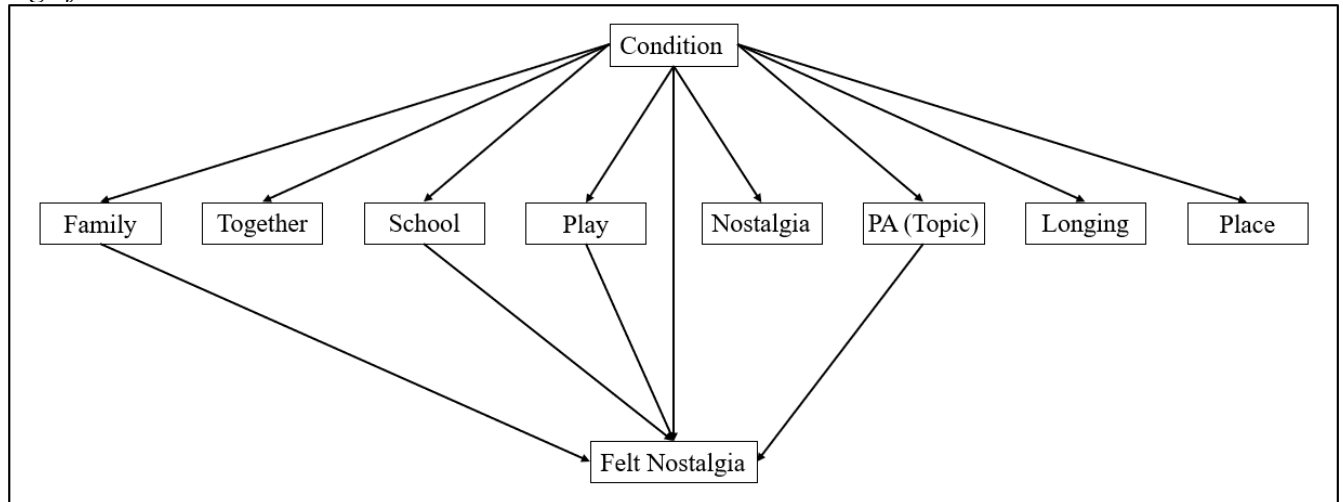 Condition
Family
Together
School
Play
Nostalgia
PA (Topic)
Longing
Place
Felt Nostalgia